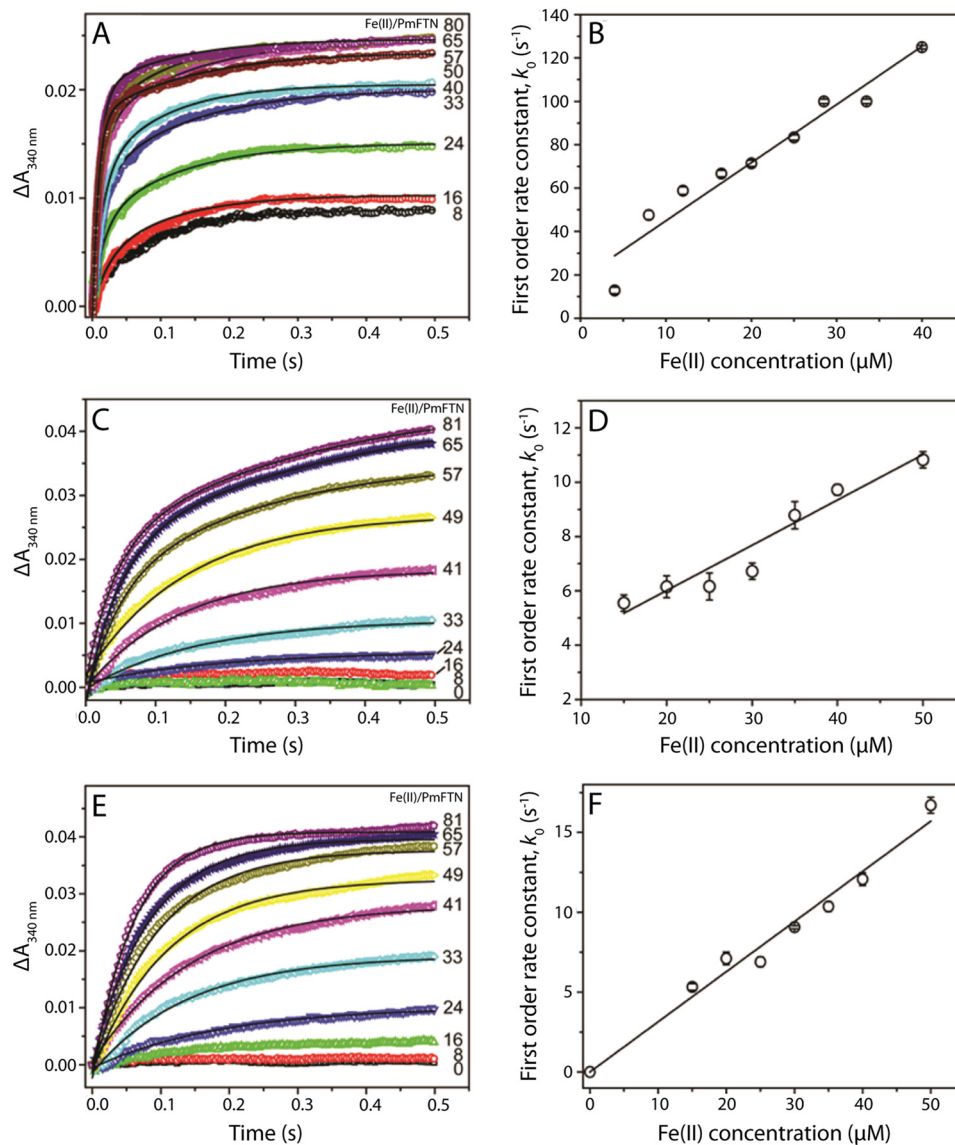 A
Fe(II)/PmFTN
80
65
57
50
40
33
24
16
8
ΔA340 nm
0.02
0.01
0.00
0.0 0.1 0.2 0.3 0.4 0.5
Time (s)
B
First order rate constant, k0 (s-1)
140
120
100
80
60
40
20
0
0 10 20 30 40
Fe(II) concentration (μM)
C
Fe(II)/PmFTN
81
65
57
49
41
33
24
16
8
0
ΔA340 nm
0.04
0.03
0.02
0.01
0.00
0.0 0.1 0.2 0.3 0.4 0.5
Time (s)
D
First order rate constant, k0 (s-1)
12
10
8
6
4
2
10 20 30 40 50
Fe(II) concentration (μM)
E
Fe(II)/PmFTN
81
65
57
49
41
33
24
16
8
0
ΔA340 nm
0.04
0.03
0.02
0.01
0.00
0.0 0.1 0.2 0.3 0.4 0.5
Time (s)
F
First order rate constant, k0 (s-1)
15
10
5
0
0 10 20 30 40 50
Fe(II) concentration (μM)